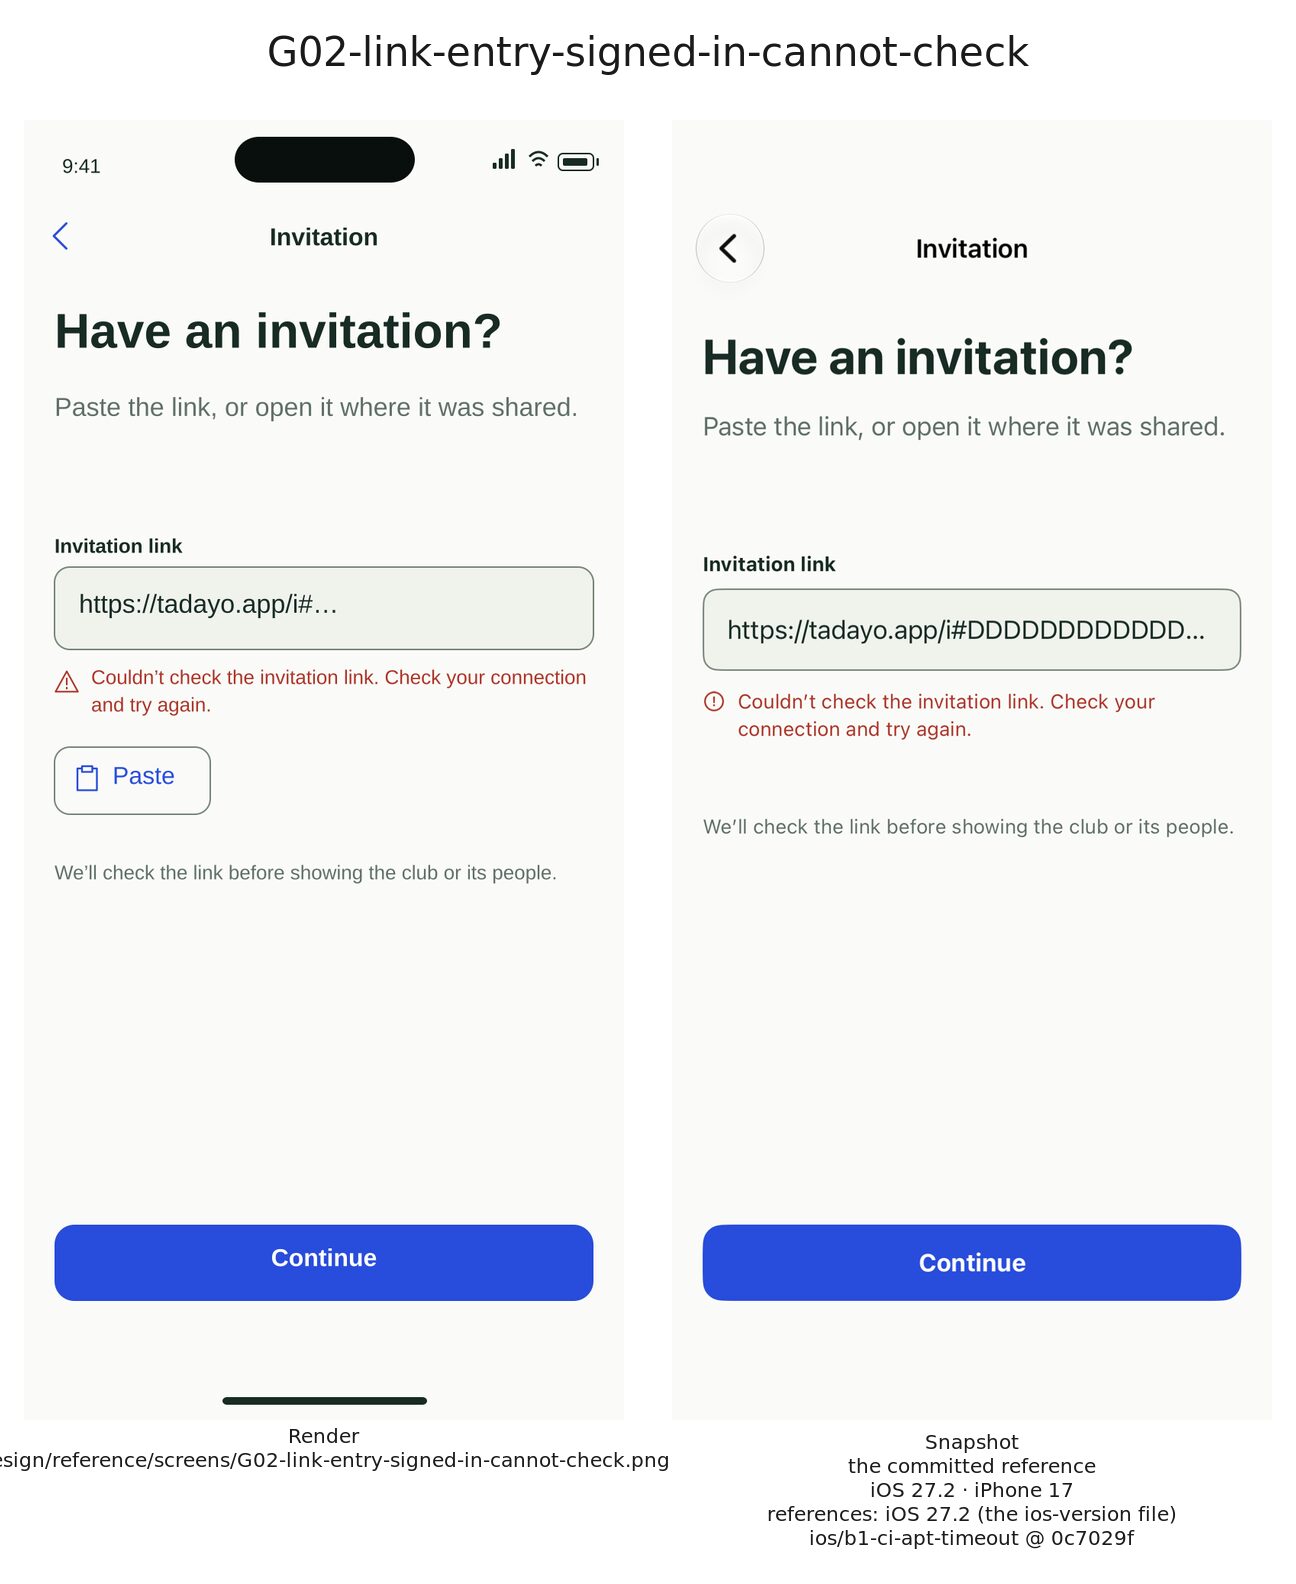 G02-link-entry-signed-in-cannot-check
9:41
Invitation
Have an invitation?
Paste the link, or open it where it was shared.
Invitation link
https://tadayo.app/i#…
Couldn’t check the invitation link. Check your connection
and try again.
Paste
We’ll check the link before showing the club or its people.
Continue
Render
esign/reference/screens/G02-link-entry-signed-in-cannot-check.png
Invitation
Have an invitation?
Paste the link, or open it where it was shared.
Invitation link
https://tadayo.app/i#DDDDDDDDDDDD...
Couldn’t check the invitation link. Check your
connection and try again.
We’ll check the link before showing the club or its people.
Continue
Snapshot
the committed reference
iOS 27.2 · iPhone 17
references: iOS 27.2 (the ios-version file)
ios/b1-ci-apt-timeout @ 0c7029f